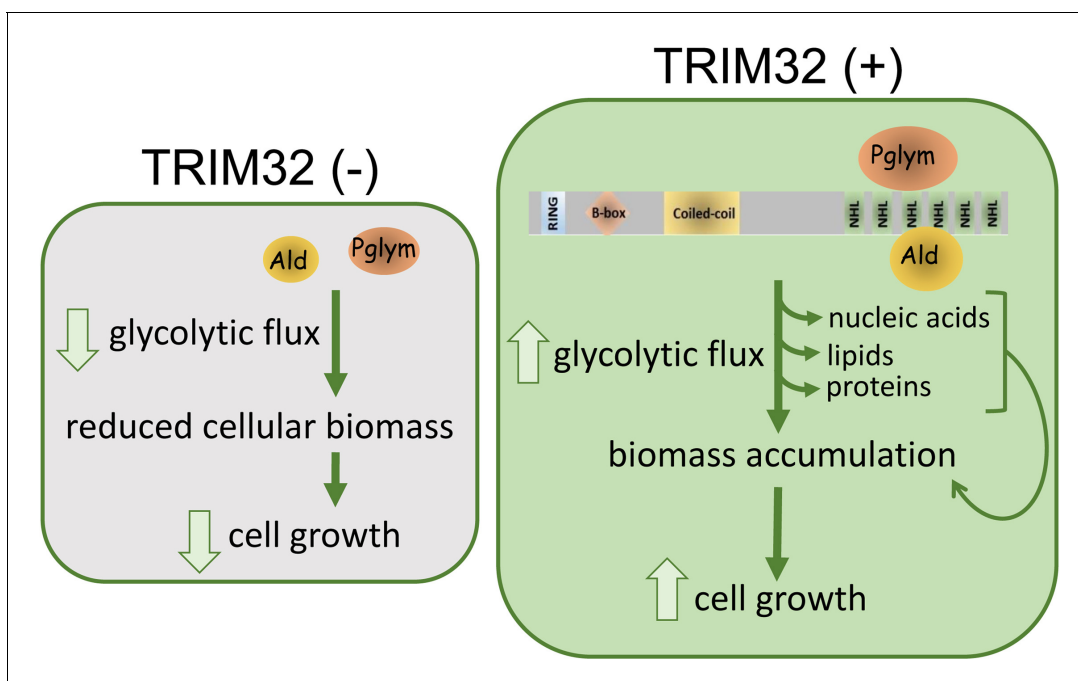 TRIM32 (-)
Ald
Pglym
glycolytic flux
reduced cellular biomass
cell growth
TRIM32 (+)
Pglym
RING
B-box
Coiled-coil
NHL
NHL
NHL
NHL
NHL
NHL
Ald
nucleic acids
glycolytic flux
lipids
proteins
biomass accumulation
cell growth